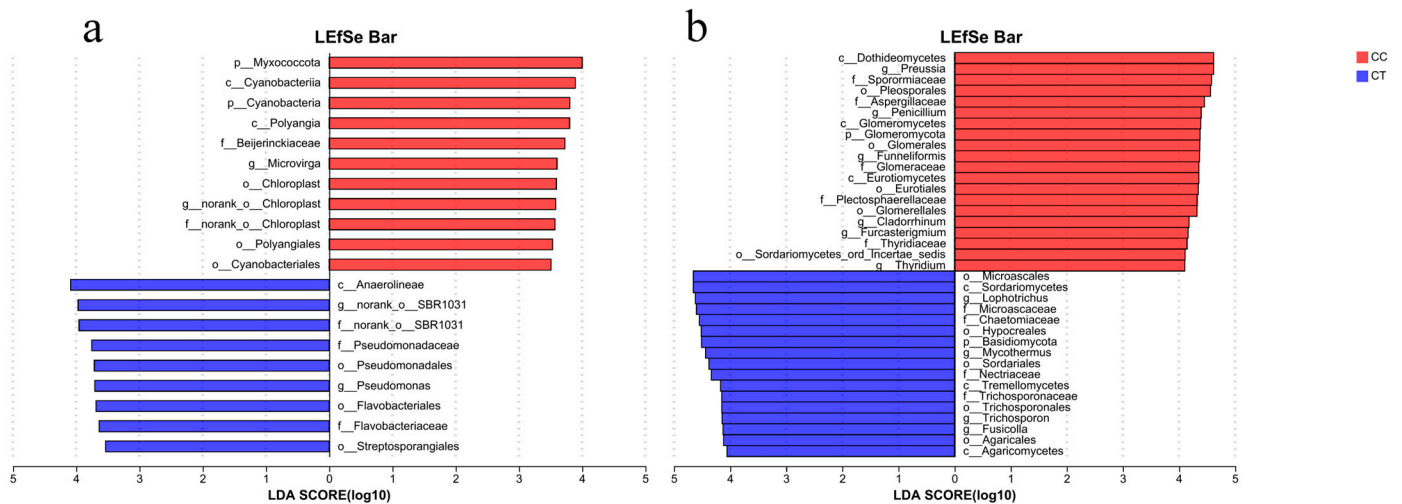 a
LEfSe Bar
p__Myxococcota
c__Cyanobacteriia
p__Cyanobacteria
c__Polyangia
f__Beijerinckiaceae
g__Microvirga
o__Chloroplast
g__norank_o__Chloroplast
f__norank_o__Chloroplast
o__Polyangiales
o__Cyanobacteriales
c__Anaerolineae
g__norank_o__SBR1031
f__norank_o__SBR1031
f__Pseudomonadaceae
o__Pseudomonadales
g__Pseudomonas
o__Flavobacteriales
f__Flavobacteriaceae
o__Streptosporangiales
5 4 3 2 1 0 1 2 3 4 5
LDA SCORE(log10)
b
LEfSe Bar
c__Dothideomycetes
g__Preussia
f__Sporormiaceae
o__Pleosporales
f__Aspergillaceae
g__Penicillium
c__Glomeromycetes
p__Glomeromycota
o__Glomerales
g__Funneliformis
f__Glomeraceae
c__Eurotiomycetes
o__Eurotiales
f__Plectosphaerellaceae
o__Glomerellales
g__Cladorrhinum
g__Furcasterigmium
f__Thyridiaceae
o__Sordariomycetes_ord_Incertae_sedis
g__Thyridium
o__Microascales
c__Sordariomycetes
g__Lophotrichus
f__Microascaceae
f__Chaetomiaceae
o__Hypocreales
p__Basidiomycota
g__Mycothermus
o__Sordariales
f__Nectriaceae
c__Tremellomycetes
f__Trichosporonaceae
o__Trichosporonales
g__Trichosporon
g__Fusicolla
o__Agaricales
c__Agaricomycetes
5 4 3 2 1 0 1 2 3 4 5
LDA SCORE(log10)
CC
CT